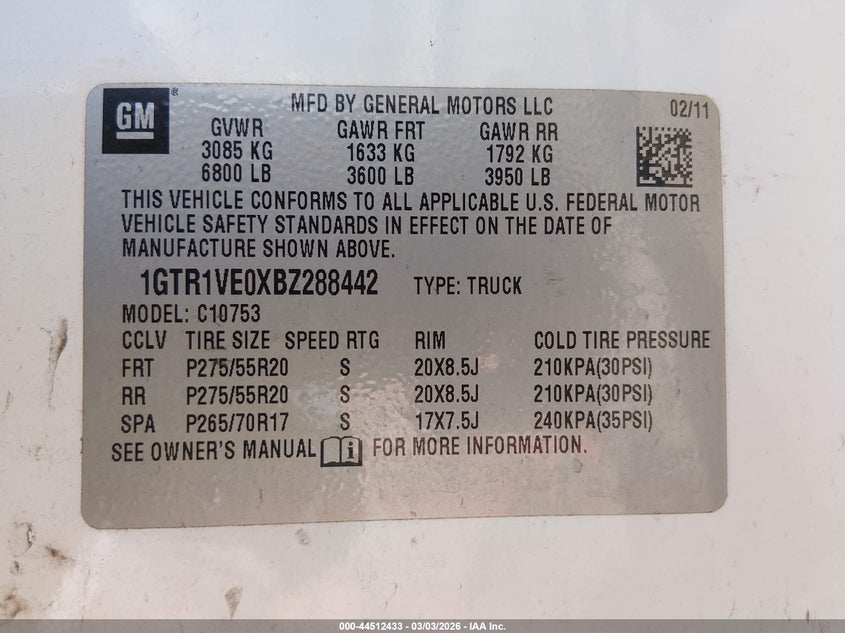 GM®
MFD BY GENERAL MOTORS LLC 02/11
GVWR GAWR FRT GAWR RR
3085 KG 1633 KG 1792 KG
6800 LB 3600 LB 3950 LB
THIS VEHICLE CONFORMS TO ALL APPLICABLE U.S. FEDERAL MOTOR
VEHICLE SAFETY STANDARDS IN EFFECT ON THE DATE OF
MANUFACTURE SHOWN ABOVE.
1GTR1VE0XBZ288442 TYPE: TRUCK
MODEL: C10753
CCLV TIRE SIZE SPEED RTG RIM COLD TIRE PRESSURE
FRT P275/55R20 S 20X8.5J 210KPA(30PSI)
RR P275/55R20 S 20X8.5J 210KPA(30PSI)
SPA P265/70R17 S 17X7.5J 240KPA(35PSI)
SEE OWNER'S MANUAL i FOR MORE INFORMATION.
000-44512433 - 03/03/2026 - IAA Inc.